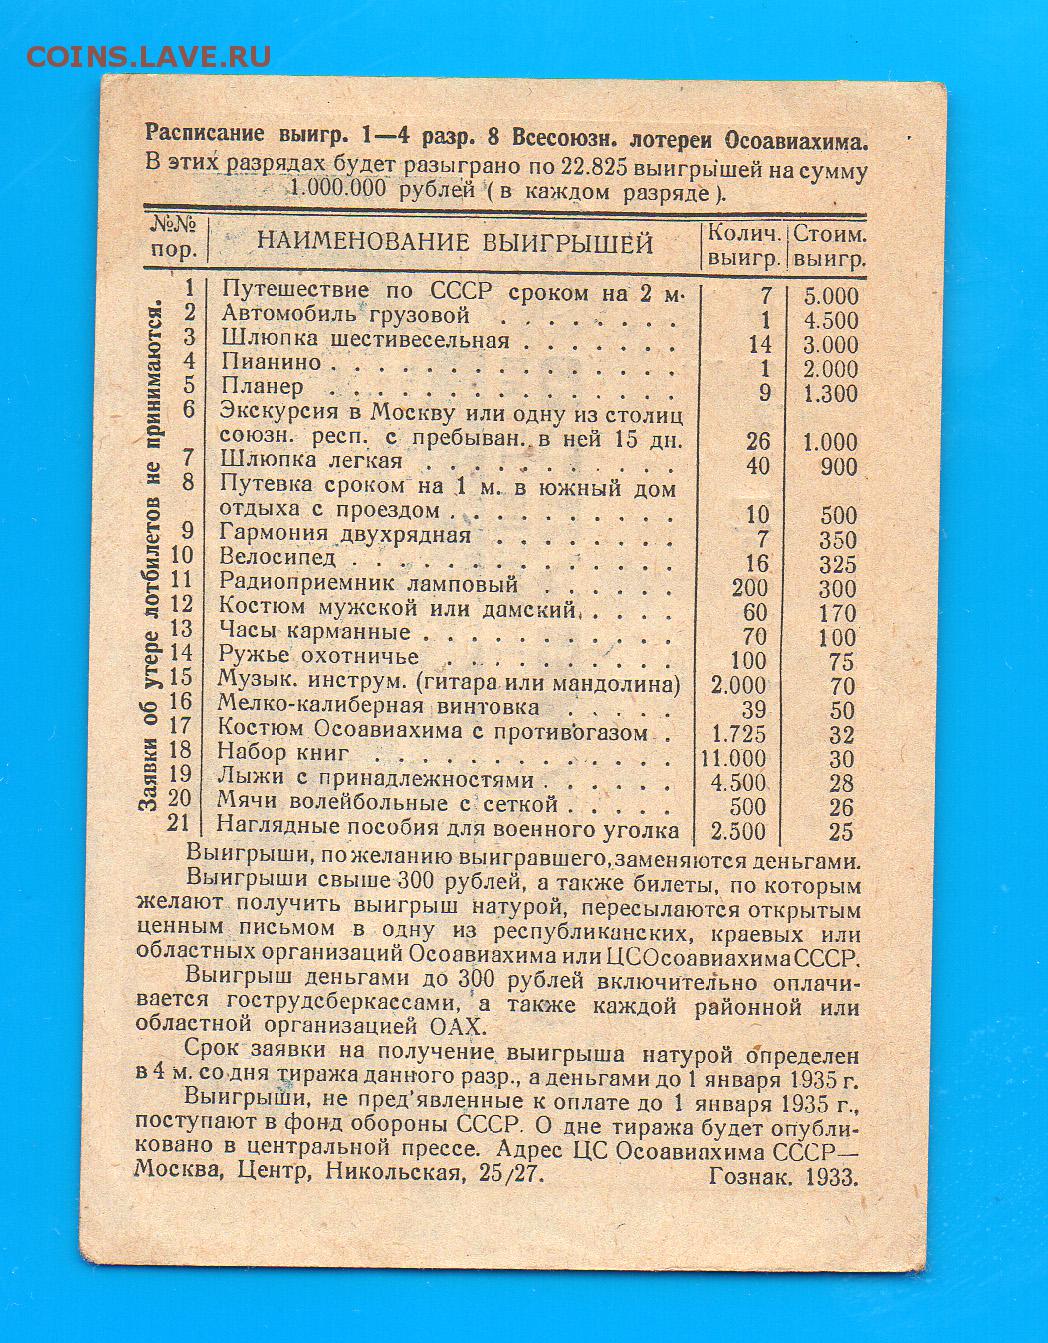 COINS.LAVE.RU
Расписание выигр. 1—4 разр. 8 Всесоюзн. лотереи Осоавиахима.
В этих разрядах будет разыграно по 22.825 выигрышей на сумму
1.000.000 рублей (в каждом разряде).
№№ пор. НАИМЕНОВАНИЕ ВЫИГРЫШЕЙ Колич. выигр. Стоим. выигр.
1 Путешествие по СССР сроком на 2 м. 7 5.000
2 Автомобиль грузовой . . . . . . . 1 4.500
3 Шлюпка шестивесельная . . . . . . . 14 3.000
4 Пианино . . . . . . . . . . . . . . 1 2.000
5 Планер . . . . . . . . . . . . . . 9 1.300
6 Экскурсия в Москву или одну из столиц
союзн. респ. с пребыван. в ней 15 дн. 26 1.000
7 Шлюпка легкая . . . . . . . . . . 40 900
8 Путевка сроком на 1 м. в южный дом
отдыха с проездом . . . . . . . . . . 10 500
9 Гармония двухрядная . . . . . . . . 7 350
10 Велосипед . . . . . . . . . . . . . 16 325
11 Радиоприемник ламповый . . . . . . 200 300
12 Костюм мужской или дамский . . . . 60 170
13 Часы карманные . . . . . . . . . . . 70 100
14 Ружье охотничье . . . . . . . . . . 100 75
15 Музык. инструм. (гитара или мандолина) 2.000 70
16 Мелко-калиберная винтовка . . . . . 39 50
17 Костюм Осоавиахима с противогазом . 1.725 32
18 Набор книг . . . . . . . . . . . . . 11.000 30
19 Лыжи с принадлежностями . . . . . . 4.500 28
20 Мячи волейбольные с сеткой . . . . . 500 26
21 Наглядные пособия для военного уголка 2.500 25
Заявки об утере лотбилетов не принимаются.
Выигрыши, по желанию выигравшего, заменяются деньгами.
Выигрыши свыше 300 рублей, а также билеты, по которым
желают получить выигрыш натурой, пересылаются открытым
ценным письмом в одну из республиканских, краевых или
областных организаций Осоавиахима или ЦС Осоавиахима СССР.
Выигрыш деньгами до 300 рублей включительно оплачи-
вается гострудсберкассами, а также каждой районной или
областной организацией ОАХ.
Срок заявки на получение выигрыша натурой определен
в 4 м. со дня тиража данного разр., а деньгами до 1 января 1935 г.
Выигрыши, не пред'явленные к оплате до 1 января 1935 г.,
поступают в фонд обороны СССР. О дне тиража будет опубли-
ковано в центральной прессе. Адрес ЦС Осоавиахима СССР—
Москва, Центр, Никольская, 25/27. Гознак. 1933.